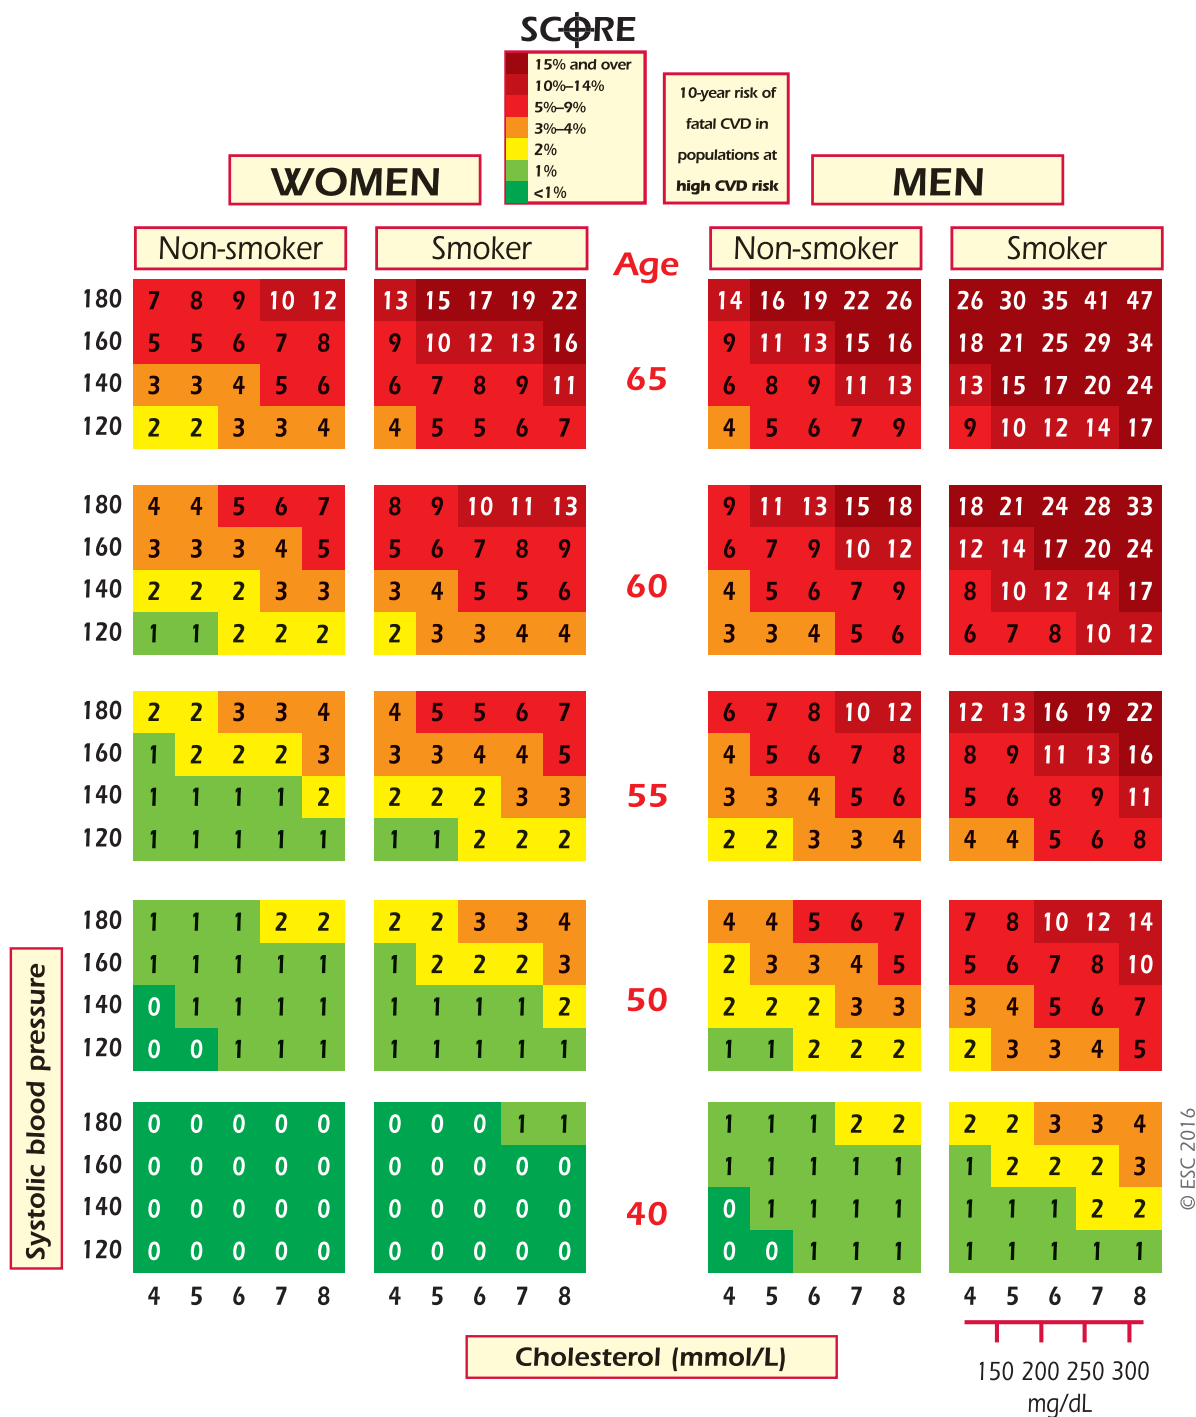 SCORE
15% and over
10%–14%
5%–9%
3%–4%
2%
1%
<1%
10-year risk of
fatal CVD in
populations at
high CVD risk
WOMEN
MEN
Non-smoker Smoker Age Non-smoker Smoker
180 7 8 9 10 12 13 15 17 19 22 14 16 19 22 26 26 30 35 41 47
160 5 5 6 7 8 9 10 12 13 16 9 11 13 15 16 18 21 25 29 34
65
140 3 3 4 5 6 6 7 8 9 11 6 8 9 11 13 13 15 17 20 24
120 2 2 3 3 4 4 5 5 6 7 4 5 6 7 9 9 10 12 14 17
180 4 4 5 6 7 8 9 10 11 13 9 11 13 15 18 18 21 24 28 33
160 3 3 3 4 5 5 6 7 8 9 6 7 9 10 12 12 14 17 20 24
60
140 2 2 2 3 3 3 4 5 5 6 4 5 6 7 9 8 10 12 14 17
120 1 1 2 2 2 2 3 3 4 4 3 3 4 5 6 6 7 8 10 12
180 2 2 3 3 4 4 5 5 6 7 6 7 8 10 12 12 13 16 19 22
160 1 2 2 2 3 3 3 4 4 5 4 5 6 7 8 8 9 11 13 16
55
140 1 1 1 1 2 2 2 2 3 3 3 3 4 5 6 5 6 8 9 11
120 1 1 1 1 1 1 1 2 2 2 2 2 3 3 4 4 4 5 6 8
180 1 1 1 2 2 2 2 3 3 4 4 4 5 6 7 7 8 10 12 14
160 1 1 1 1 1 1 2 2 2 3 2 3 3 4 5 5 6 7 8 10
50
140 0 1 1 1 1 1 1 1 1 2 2 2 2 3 3 3 4 5 6 7
120 0 0 1 1 1 1 1 1 1 1 1 1 2 2 2 2 3 3 4 5
180 0 0 0 0 0 0 0 0 1 1 1 1 1 2 2 2 2 3 3 4
160 0 0 0 0 0 0 0 0 0 0 1 1 1 1 1 1 2 2 2 3
40
140 0 0 0 0 0 0 0 0 0 0 0 1 1 1 1 1 1 1 2 2
120 0 0 0 0 0 0 0 0 0 0 0 0 1 1 1 1 1 1 1 1
4 5 6 7 8 4 5 6 7 8 4 5 6 7 8 4 5 6 7 8
Systolic blood pressure
Cholesterol (mmol/L)
150 200 250 300
mg/dL
© ESC 2016